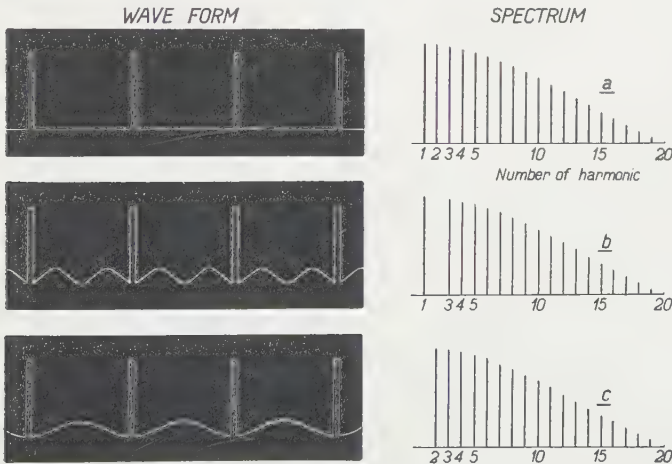 WAVE FORM
SPECTRUM
a
1 2 3 4 5 10 15 20
Number of harmonic
b
1 3 4 5 10 15 20
c
2 3 4 5 10 15 20